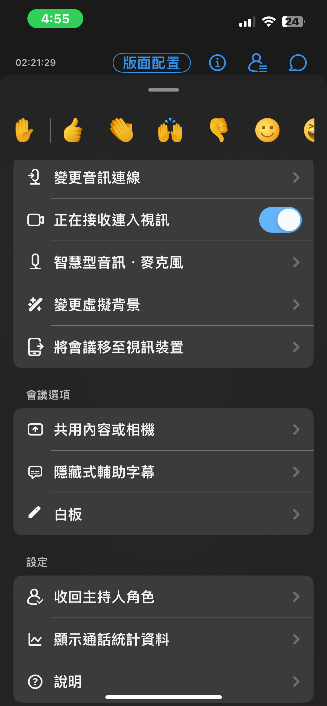 4:55
24
02:21:29
版面配置
變更音訊連線
正在接收連入視訊
智慧型音訊 · 麥克風
變更虛擬背景
將會議移至視訊裝置
會議選項
共用內容或相機
隱藏式輔助字幕
白板
設定
收回主持人角色
顯示通話統計資料
說明